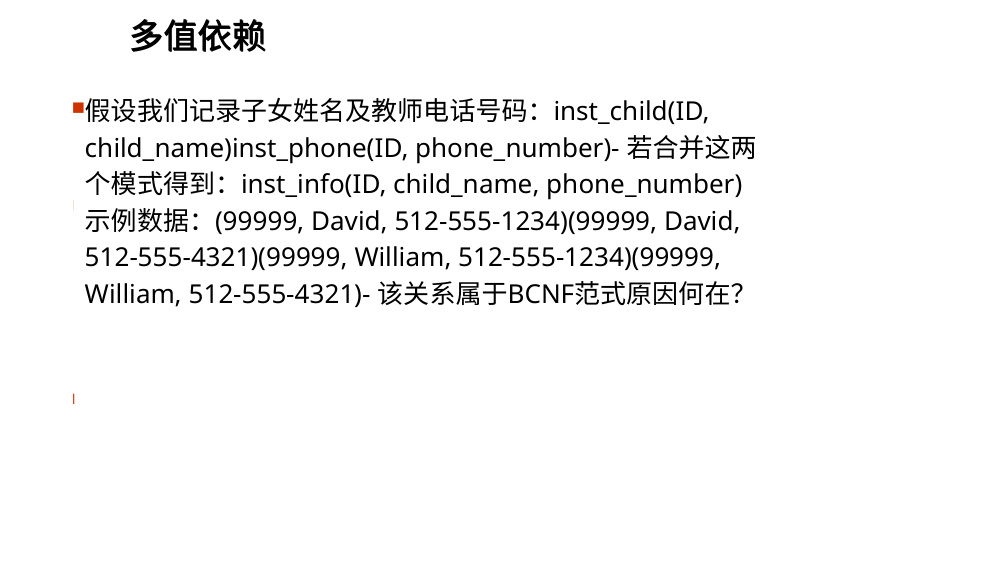 多值依赖
假设我们记录子女姓名及教师电话号码：inst_child(ID,
child_name)inst_phone(ID, phone_number)- 若合并这两
个模式得到：inst_info(ID, child_name, phone_number)
示例数据：(99999, David, 512-555-1234)(99999, David,
512-555-4321)(99999, William, 512-555-1234)(99999,
William, 512-555-4321)- 该关系属于BCNF范式原因何在？